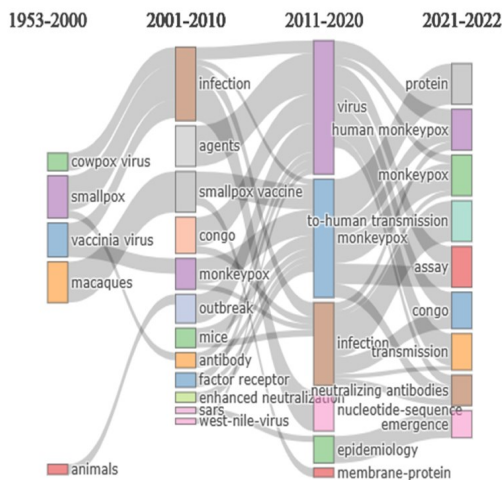 1953-2000
2001-2010
2011-2020
2021-2022
cowpox virus
smallpox
vaccinia virus
macaques
animals
infection
agents
smallpox vaccine
congo
monkeypox
outbreak
mice
antibody
factor receptor
enhanced neutralization
sars
west-nile-virus
virus
monkeypox
infection
nucleotide-sequence
epidemiology
membrane-protein
protein
human monkeypox
monkeypox
to-human transmission
assay
congo
transmission
neutralizing antibodies
emergence